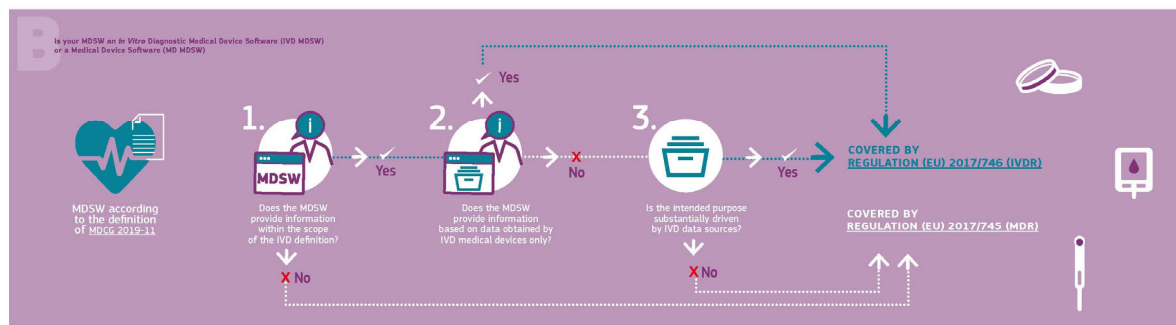 B
Is your MDSW an In Vitro Diagnostic Medical Device Software (IVD MDSW)
or a Medical Device Software (MD MDSW)
MDSW according
to the definition
of MDCG 2019-11
1.
i
MDSW
Yes
Does the MDSW
provide information
within the scope
of the IVD definition?
X No
2.
i
Yes
X
No
Does the MDSW
provide information
based on data obtained by
IVD medical devices only?
3.
Yes
Is the intended purpose
substantially driven
by IVD data sources?
X No
COVERED BY
REGULATION (EU) 2017/746 (IVDR)
COVERED BY
REGULATION (EU) 2017/745 (MDR)